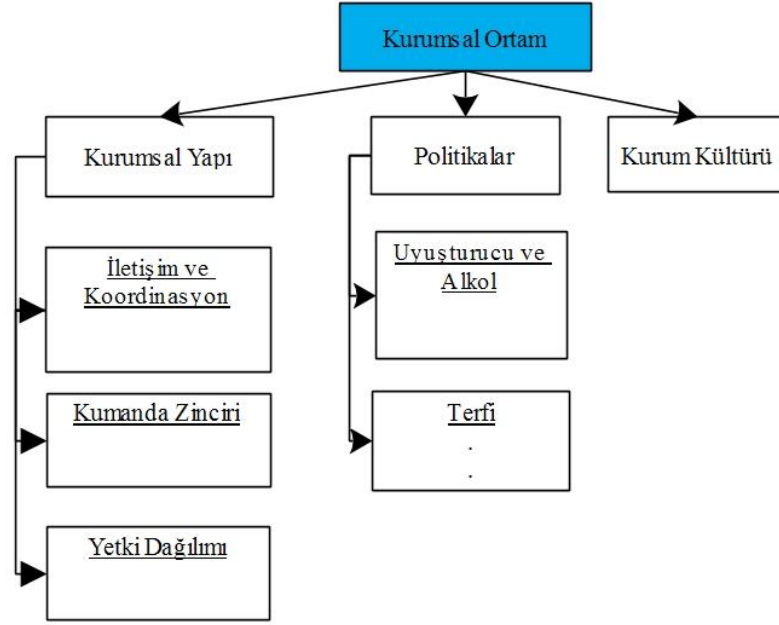 Kurumsal Ortam
Kurumsal Yapı
Politikalar
Kurum Kültürü
İletişim ve
Koordinasyon
Uyuşturucu ve
Alkol
Kumanda Zinciri
Terfi
.
.
Yetki Dağılımı